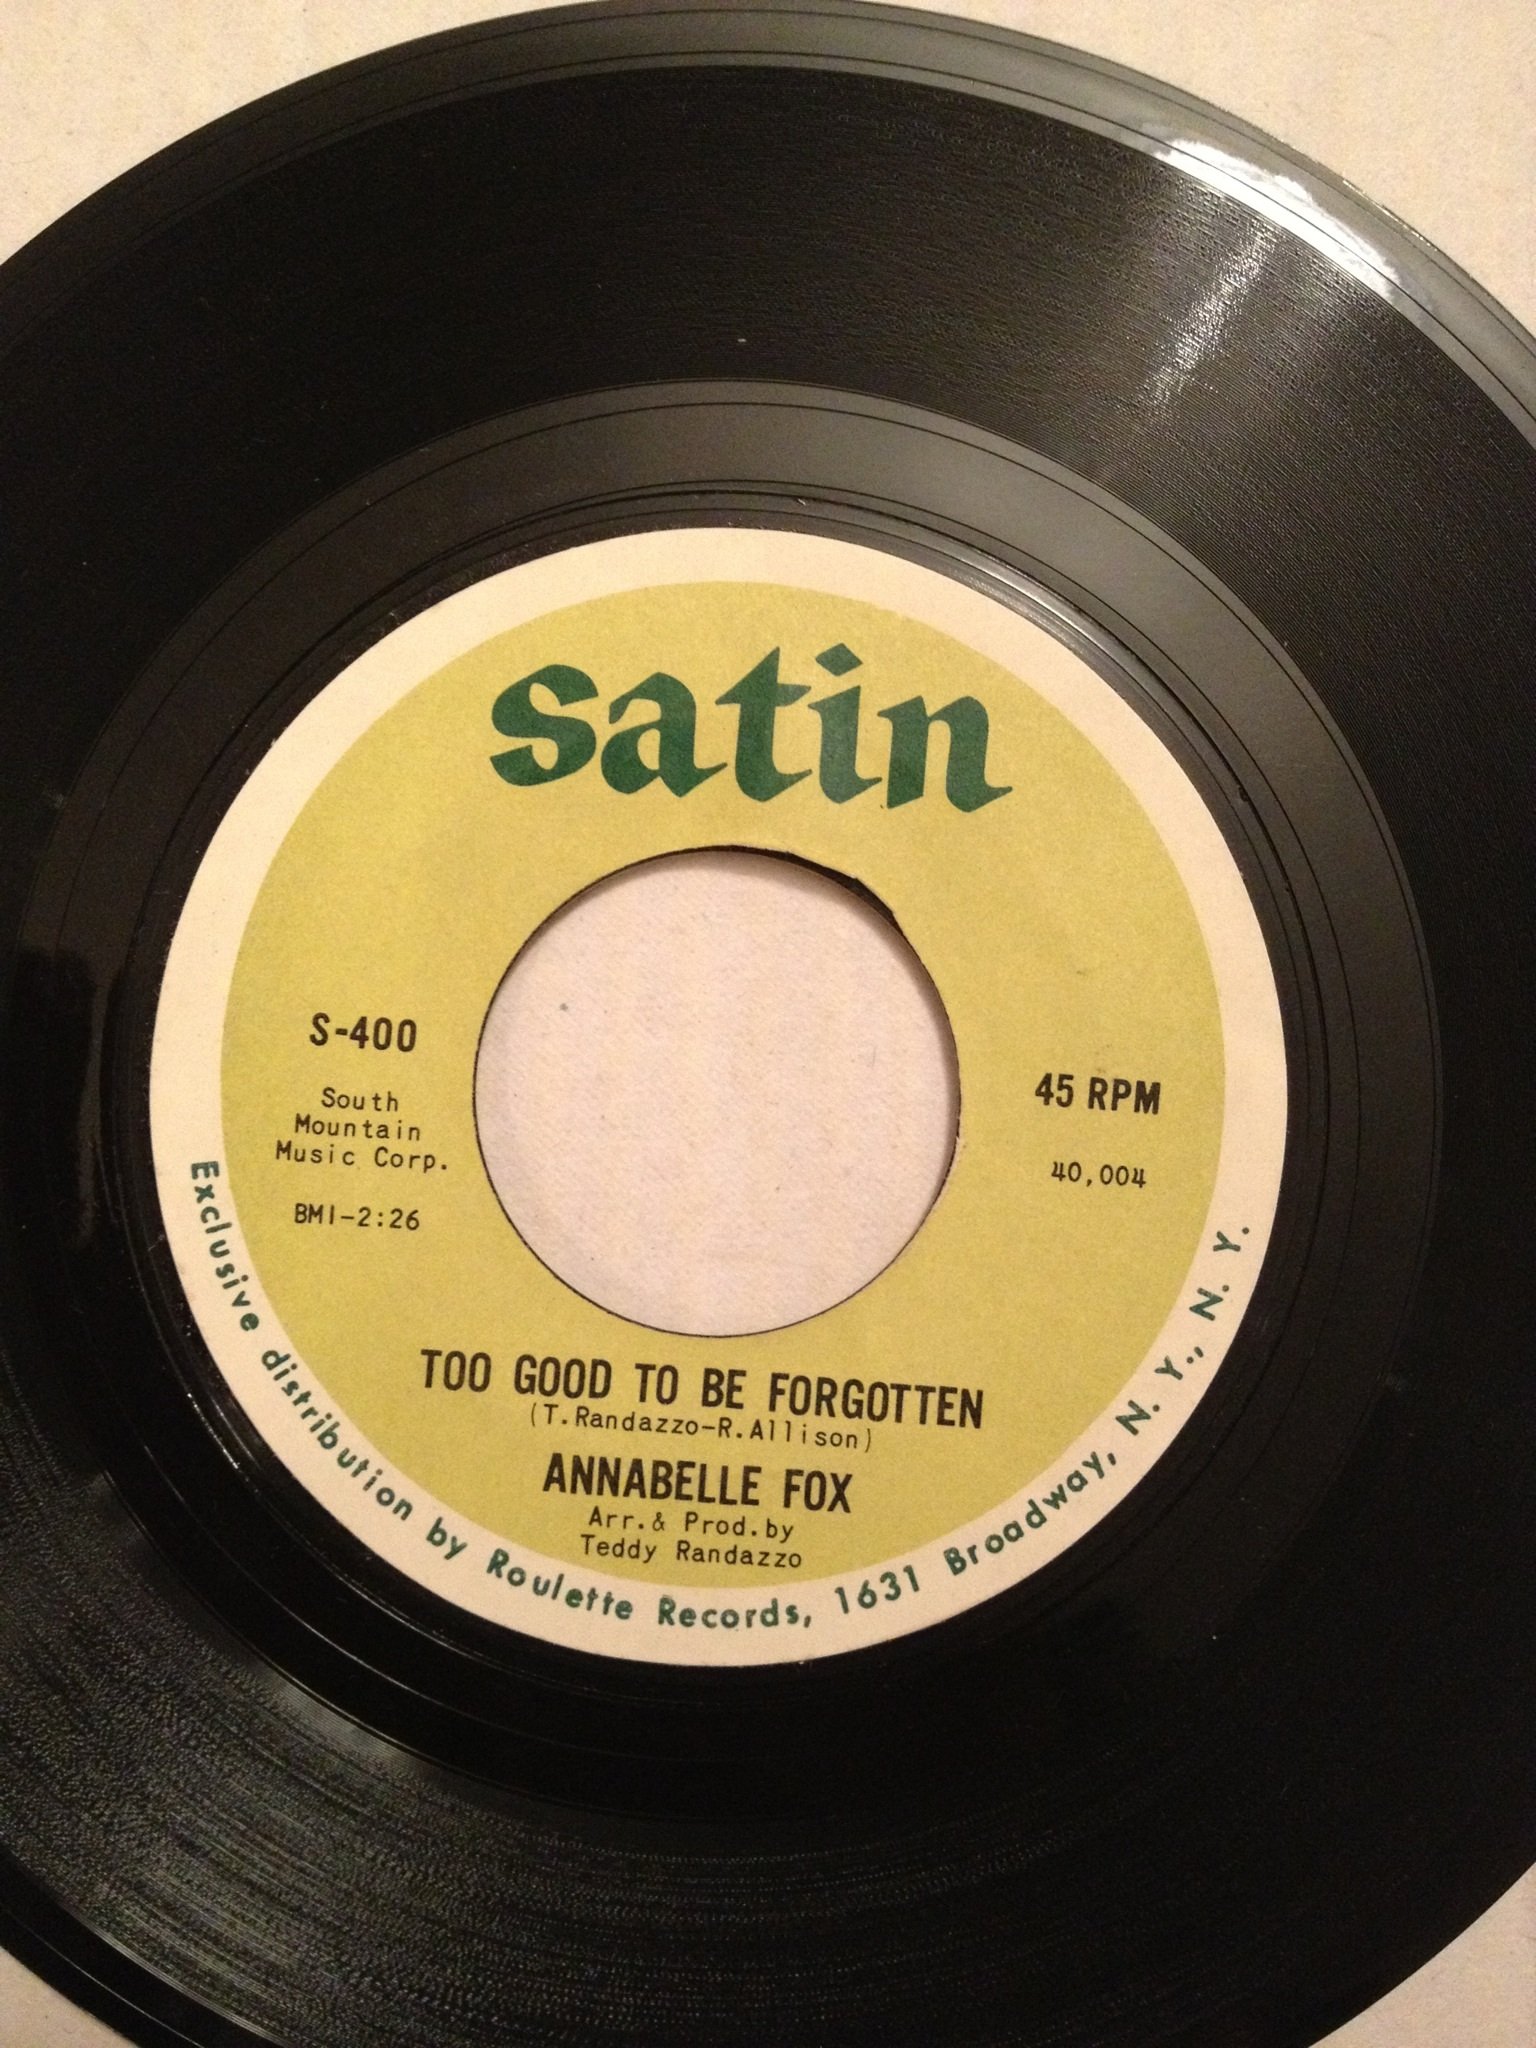 satin
S-400
South
Mountain
Music Corp.
BMI-2:26
45 RPM
40,004
TOO GOOD TO BE FORGOTTEN
(T.Randazzo-R.Allison)
ANNABELLE FOX
Arr.& Prod.by
Teddy Randazzo
Exclusive distribution by Roulette Records, 1631 Broadway, N. Y., N. Y.